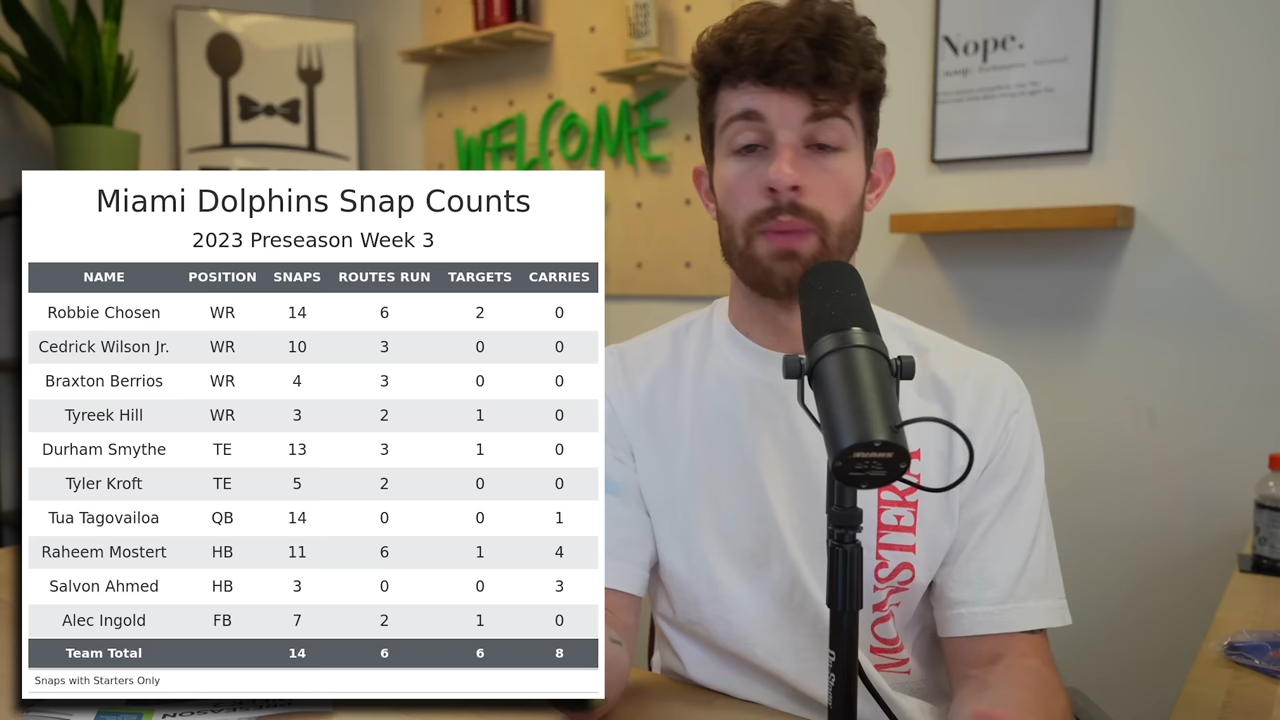 Nope.
WELCOME
Miami Dolphins Snap Counts
2023 Preseason Week 3
NAME POSITION SNAPS ROUTES RUN TARGETS CARRIES
Robbie Chosen WR 14 6 2 0
Cedrick Wilson Jr. WR 10 3 0 0
Braxton Berrios WR 4 3 0 0
Tyreek Hill WR 3 2 1 0
Durham Smythe TE 13 3 1 0
Tyler Kroft TE 5 2 0 0
Tua Tagovailoa QB 14 0 0 1
Raheem Mostert HB 11 6 1 4
Salvon Ahmed HB 3 0 0 3
Alec Ingold FB 7 2 1 0
Team Total 14 6 6 8
Snaps with Starters Only
SHURE
MONSTERA
On-Stage
PRESEASON